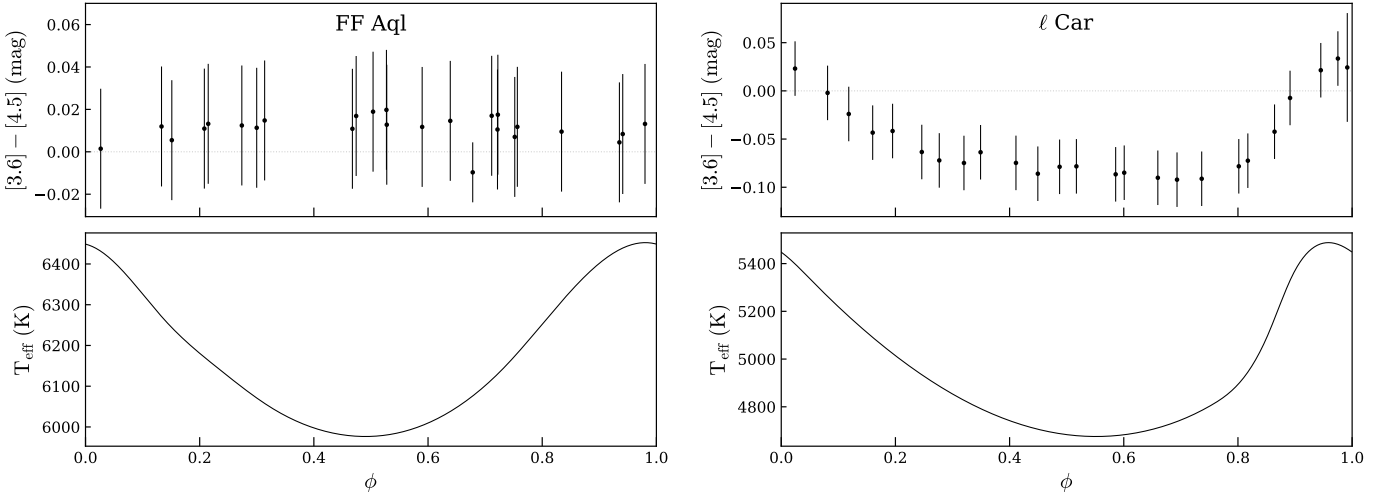 FF Aql
[3.6] − [4.5] (mag)
0.06
0.04
0.02
0.00
−0.02
ℓ Car
[3.6] − [4.5] (mag)
0.05
0.00
−0.05
−0.10
T_eff (K)
6400
6300
6200
6100
6000
0.0 0.2 0.4 0.6 0.8 1.0
ϕ
T_eff (K)
5400
5200
5000
4800
0.0 0.2 0.4 0.6 0.8 1.0
ϕ